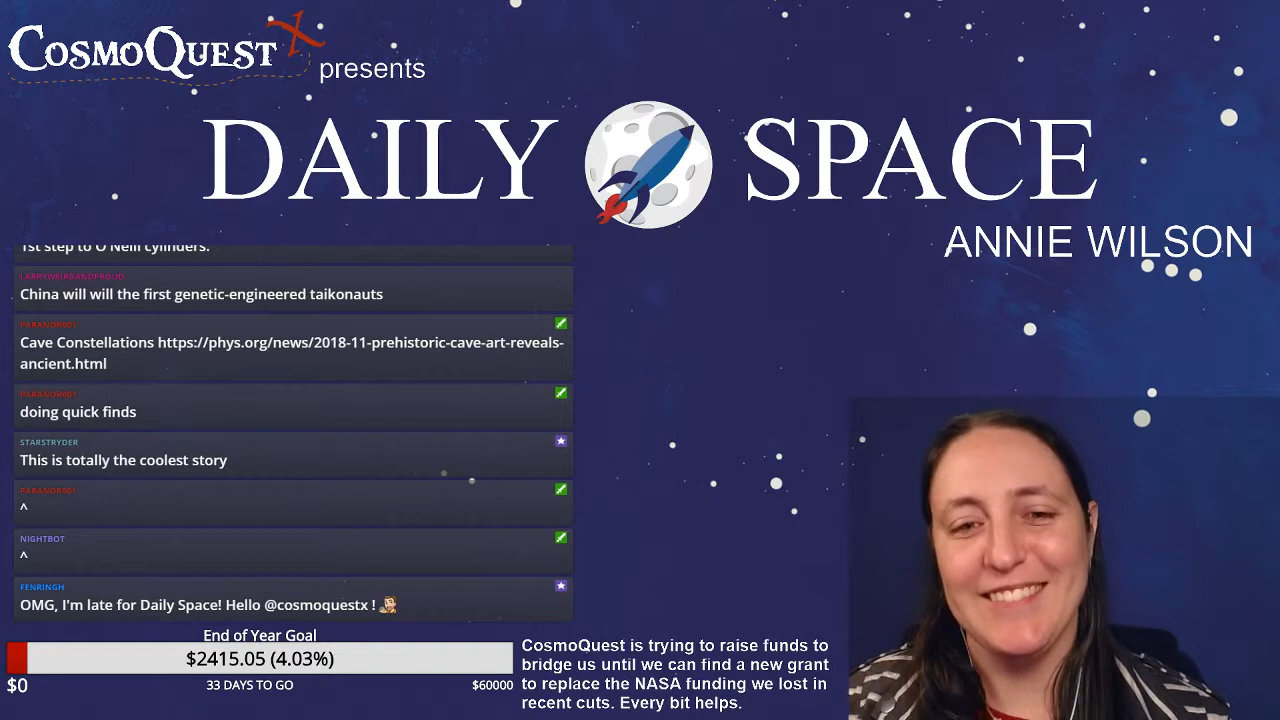 COSMOQUEST X
presents
DAILY SPACE
ANNIE WILSON
1st step to O'Neill cylinders.
LARRYWEIRDANDPROUD
China will will the first genetic-engineered taikonauts
PARANOR001
Cave Constellations https://phys.org/news/2018-11-prehistoric-cave-art-reveals-
ancient.html
PARANOR001
doing quick finds
STARSTRYDER
This is totally the coolest story
PARANOR001
^
NIGHTBOT
^
FENRINGH
OMG, I'm late for Daily Space! Hello @cosmoquestx !
End of Year Goal
$2415.05 (4.03%)
$0
33 DAYS TO GO
$60000
CosmoQuest is trying to raise funds to
bridge us until we can find a new grant
to replace the NASA funding we lost in
recent cuts. Every bit helps.